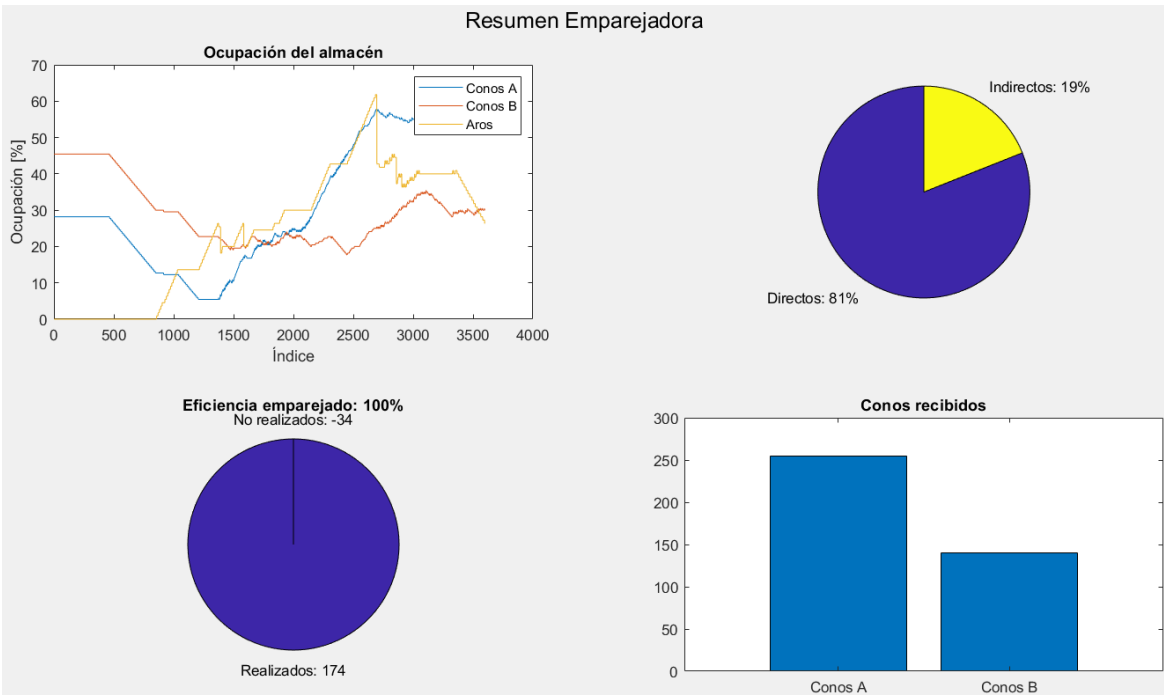 Resumen Emparejadora
Ocupación del almacén
Ocupación [%]
70
60
50
40
30
20
10
0
0 500 1000 1500 2000 2500 3000 3500 4000
Índice
Conos A
Conos B
Aros
Indirectos: 19%
Directos: 81%
Eficiencia emparejado: 100%
No realizados: -34
Realizados: 174
Conos recibidos
300
250
200
150
100
50
0
Conos A Conos B